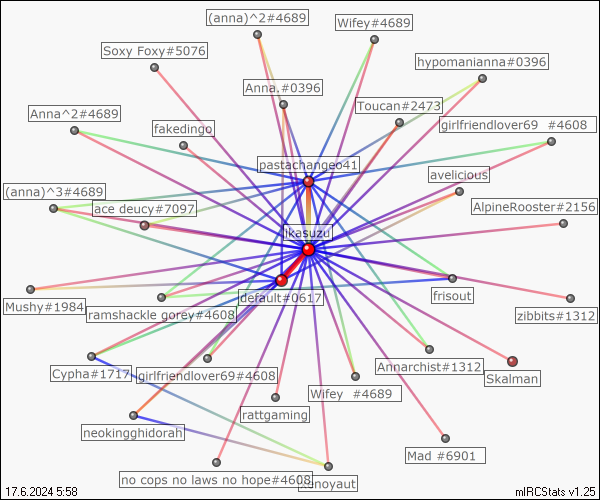 (anna)^2#4689
Wifey#4689
Soxy Foxy#5076
hypomanianna#0396
Anna.#0396
Toucan#2473
Anna^2#4689
girlfriendlover69 #4608
fakedingo
pastachangeo41
avelicious
(anna)^3#4689
ace deucy#7097
AlpineRooster#2156
ikasuzu
default#0617
frisout
Mushy#1984
ramshackle gorey#4608
zibbits#1312
Annarchist#1312
Cypha#1717
girlfriendlover69#4608
Skalman
Wifey #4689
rattgaming
neokingghidorah
Mad #6901
no cops no laws no hope#4608
17.6.2024 5:58
mIRCStats v1.25